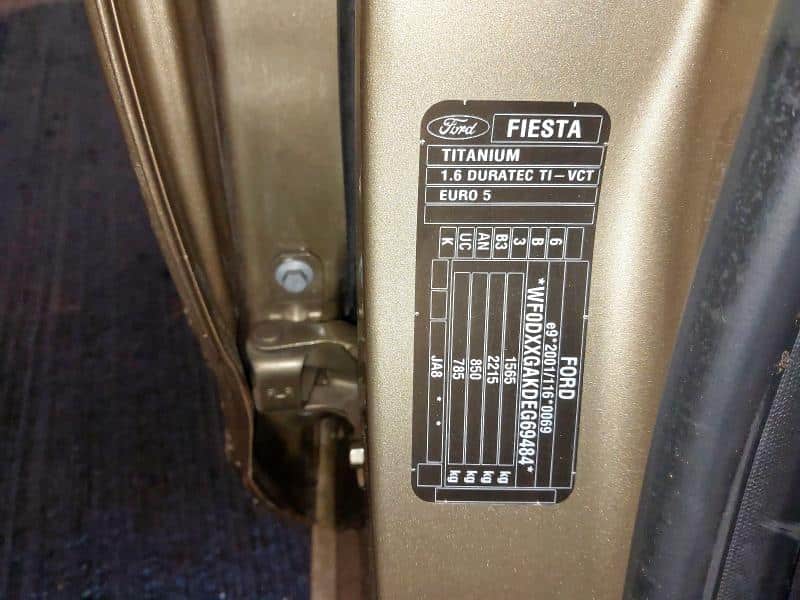 Ford FIESTA
TITANIUM
1.6 DURATEC TI-VCT
EURO 5
K UC AN B3 3 B 6
FORD
e9*2001/116*0069
*WF0DXXGAKDEG69484*
1565 kg
2215 kg
850 kg
785 kg
JA8 . .